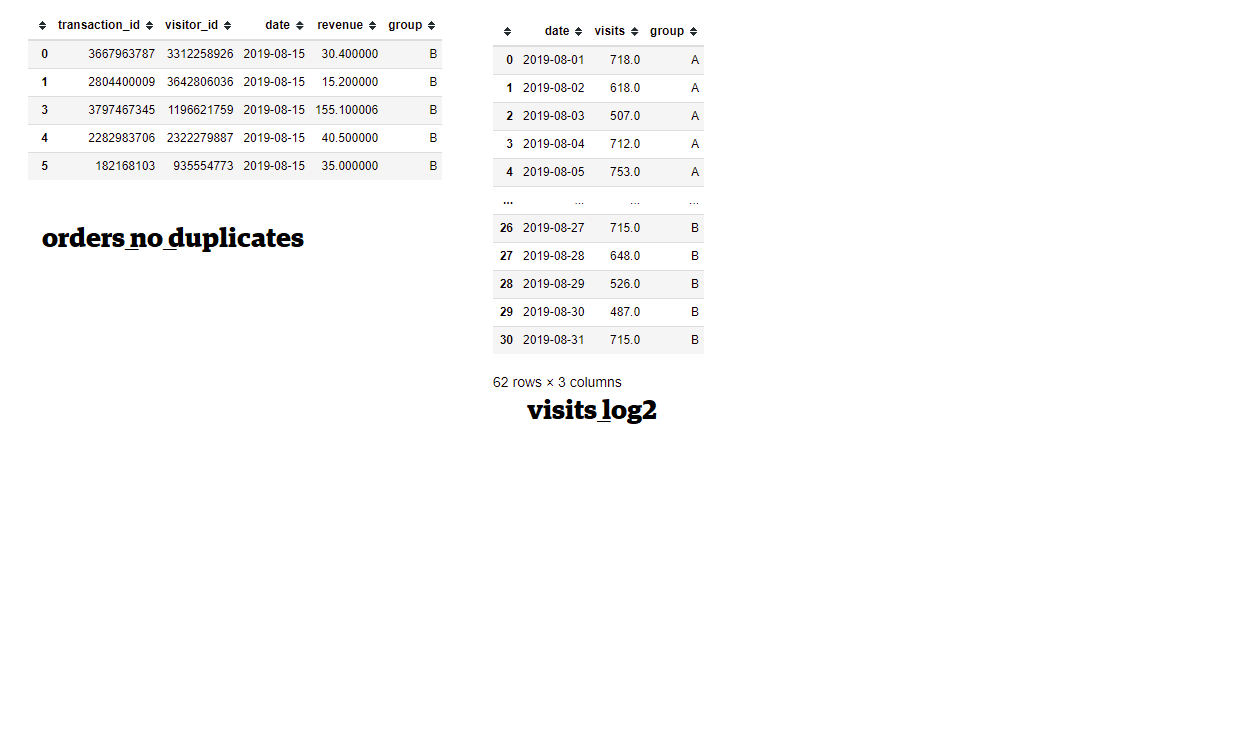 transaction_id visitor_id date revenue group
0 3667963787 3312258926 2019-08-15 30.400000 B
1 2804400009 3642806036 2019-08-15 15.200000 B
3 3797467345 1196621759 2019-08-15 155.100006 B
4 2282983706 2322279887 2019-08-15 40.500000 B
5 182168103 935554773 2019-08-15 35.000000 B
orders_no_duplicates
date visits group
0 2019-08-01 718.0 A
1 2019-08-02 618.0 A
2 2019-08-03 507.0 A
3 2019-08-04 712.0 A
4 2019-08-05 753.0 A
... ... ... ...
26 2019-08-27 715.0 B
27 2019-08-28 648.0 B
28 2019-08-29 526.0 B
29 2019-08-30 487.0 B
30 2019-08-31 715.0 B
62 rows × 3 columns
visits_log2